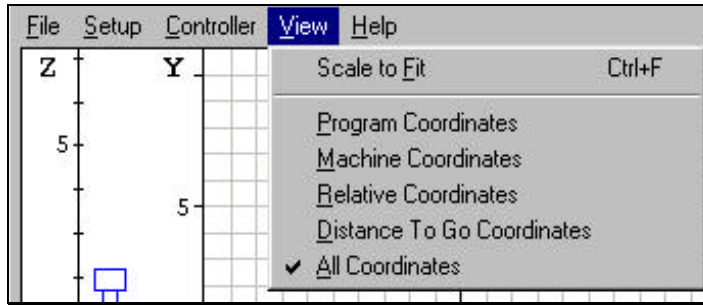 File Setup Controller View Help
Z Y
Scale to Fit Ctrl+F
Program Coordinates
5
Machine Coordinates
Relative Coordinates
5
Distance To Go Coordinates
✔ All Coordinates